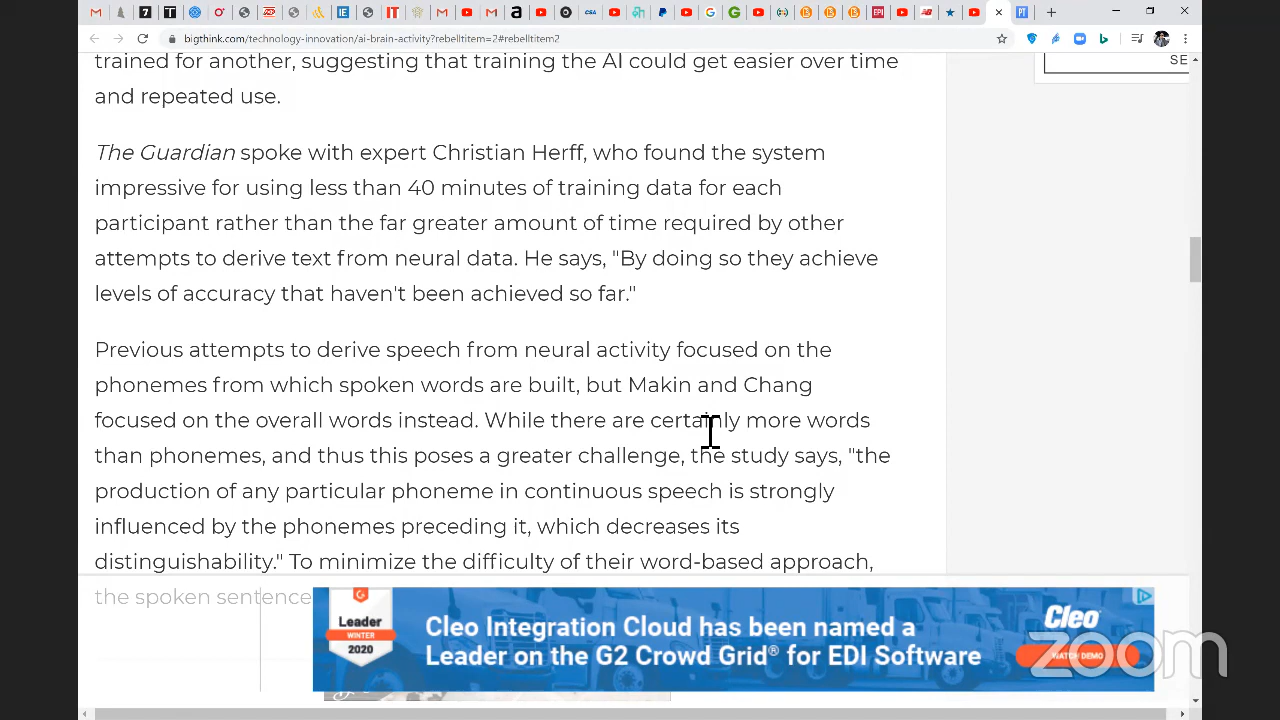 bigthink.com/technology-innovation/ai-brain-activity?rebelltitem=2#rebelltitem2
trained for another, suggesting that training the AI could get easier over time
and repeated use.
SE
The Guardian spoke with expert Christian Herff, who found the system
impressive for using less than 40 minutes of training data for each
participant rather than the far greater amount of time required by other
attempts to derive text from neural data. He says, "By doing so they achieve
levels of accuracy that haven't been achieved so far."
Previous attempts to derive speech from neural activity focused on the
phonemes from which spoken words are built, but Makin and Chang
focused on the overall words instead. While there are certainly more words
than phonemes, and thus this poses a greater challenge, the study says, "the
production of any particular phoneme in continuous speech is strongly
influenced by the phonemes preceding it, which decreases its
distinguishability." To minimize the difficulty of their word-based approach,
the spoken sentence
Leader
WINTER
2020
Cleo Integration Cloud has been named a
Leader on the G2 Crowd Grid® for EDI Software
Cleo
WATCH DEMO
zoom